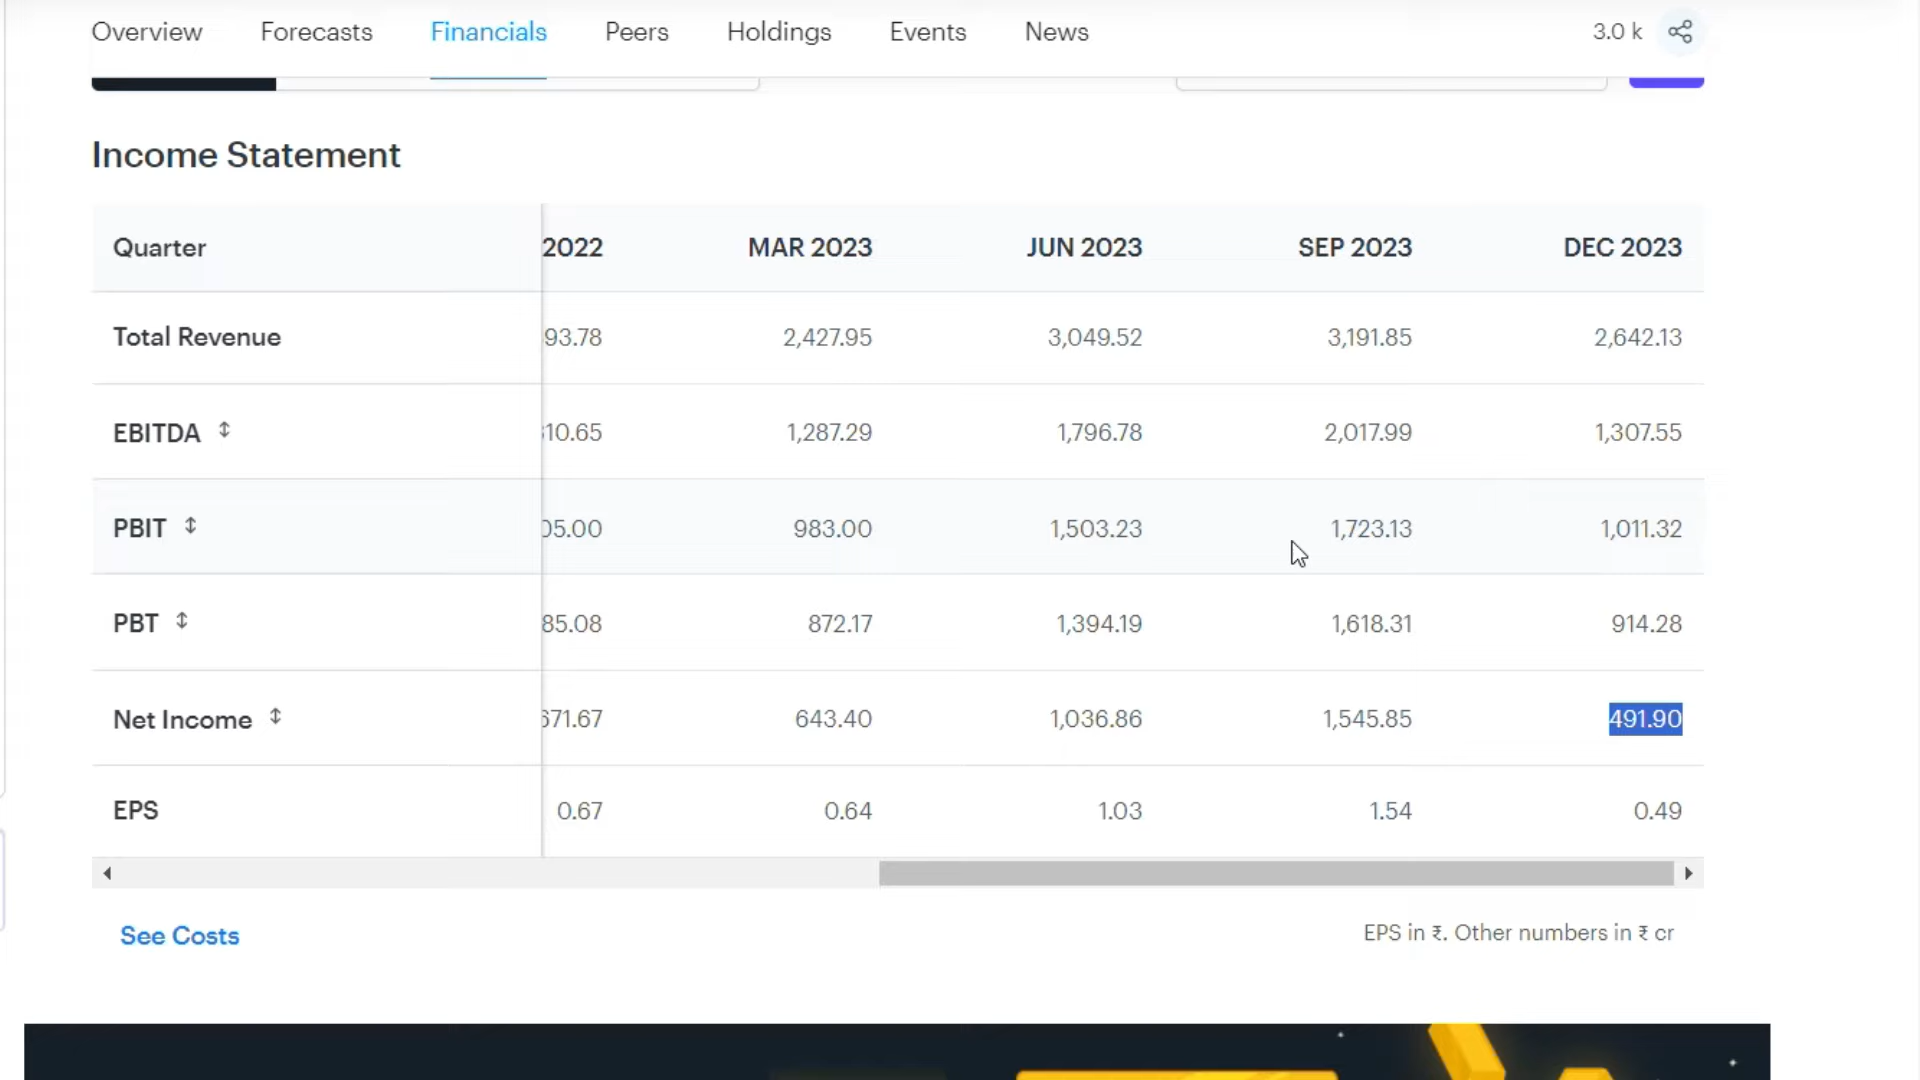 Overview Forecasts Financials Peers Holdings Events News 3.0 k
Income Statement
Quarter 2022 MAR 2023 JUN 2023 SEP 2023 DEC 2023
Total Revenue 93.78 2,427.95 3,049.52 3,191.85 2,642.13
EBITDA 10.65 1,287.29 1,796.78 2,017.99 1,307.55
PBIT 05.00 983.00 1,503.23 1,723.13 1,011.32
PBT 85.08 872.17 1,394.19 1,618.31 914.28
Net Income 671.67 643.40 1,036.86 1,545.85 491.90
EPS 0.67 0.64 1.03 1.54 0.49
See Costs EPS in ₹. Other numbers in ₹ cr